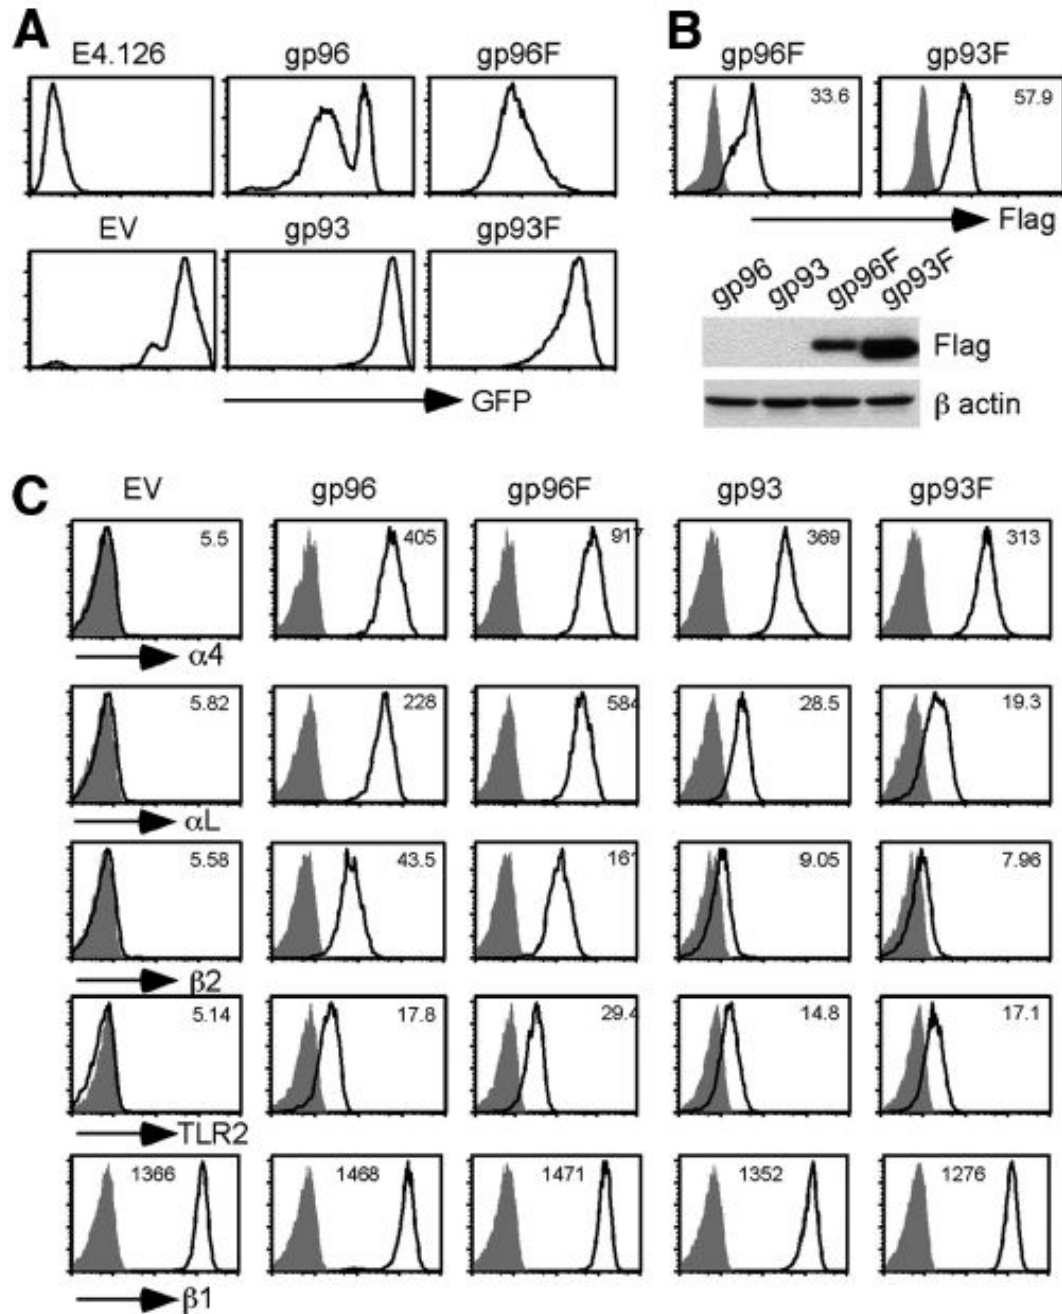 A
E4.126 gp96 gp96F
EV gp93 gp93F
GFP
B
gp96F gp93F
33.6 57.9
Flag
gp96 gp93 gp96F gp93F
Flag
β actin
C
EV gp96 gp96F gp93 gp93F
5.5 405 917 369 313
α4
5.82 228 584 28.5 19.3
αL
5.58 43.5 161 9.05 7.96
β2
5.14 17.8 29.4 14.8 17.1
TLR2
1366 1468 1471 1352 1276
β1